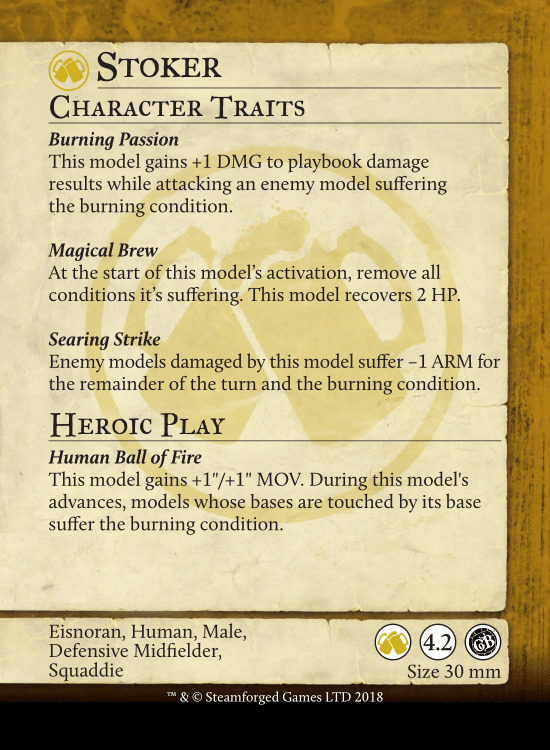 Stoker
Character Traits
Burning Passion
This model gains +1 DMG to playbook damage
results while attacking an enemy model suffering
the burning condition.
Magical Brew
At the start of this model's activation, remove all
conditions it's suffering. This model recovers 2 HP.
Searing Strike
Enemy models damaged by this model suffer −1 ARM for
the remainder of the turn and the burning condition.
Heroic Play
Human Ball of Fire
This model gains +1"/+1" MOV. During this model's
advances, models whose bases are touched by its base
suffer the burning condition.
Eisnoran, Human, Male,
Defensive Midfielder,
Squaddie
4.2 GB
Size 30 mm
™ & © Steamforged Games LTD 2018